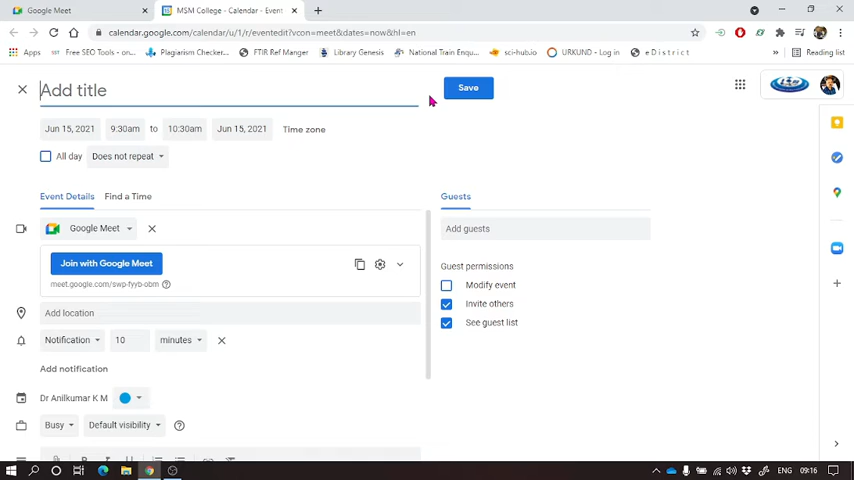 Google Meet
MSM College - Calendar - Event
calendar.google.com/calendar/u/1/r/eventedit?vcon=meet&dates=now&hl=en
Apps
Free SEO Tools - on...
Plagiarism Checker...
FTIR Ref Manger
Library Genesis
National Train Enqu...
sci-hub.io
URKUND - Log in
e D i s t r i c t
»
Reading list
Add title
Save
Jun 15, 2021
9:30am
to
10:30am
Jun 15, 2021
Time zone
All day
Does not repeat
Event Details
Find a Time
Guests
Google Meet
Add guests
Join with Google Meet
meet.google.com/swp-fyyb-obm
Guest permissions
Modify event
Invite others
See guest list
Add location
Notification
10
minutes
Add notification
Dr Anilkumar K M
Busy
Default visibility
ENG
09:16